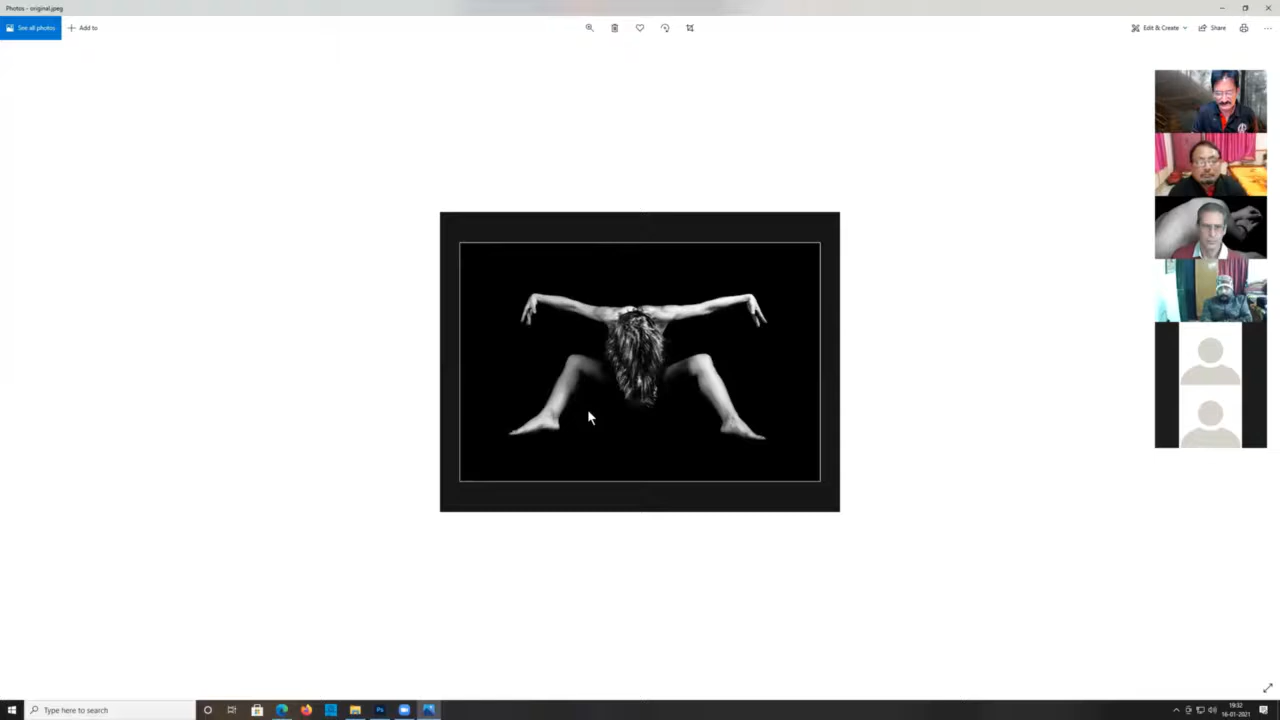 Photos - original.jpeg
See all photos
Add to
Edit & Create
Share
Type here to search
Ps
19:32
16-01-2021